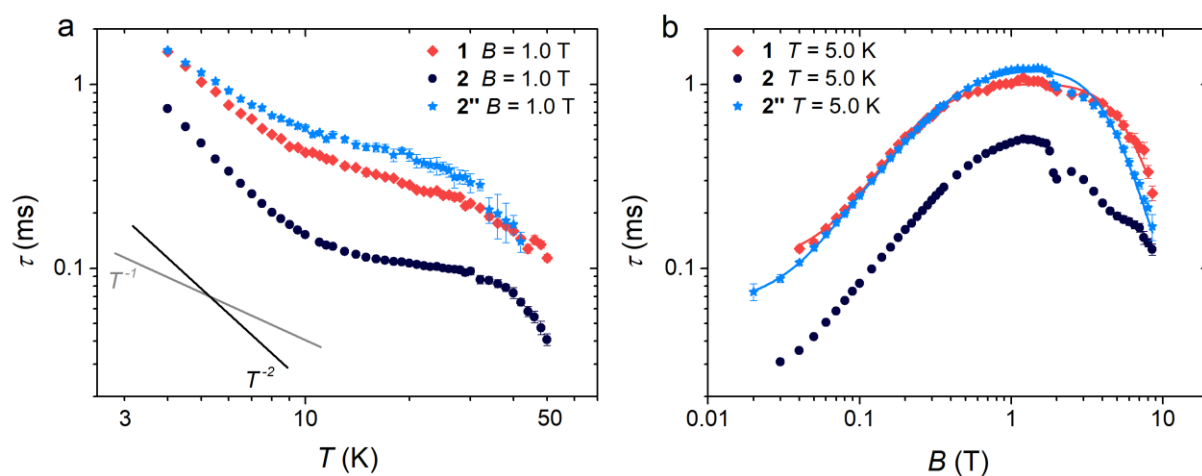 a
1 B = 1.0 T
2 B = 1.0 T
2" B = 1.0 T
T⁻¹
T⁻²
τ (ms)
1
0.1
3
10
50
T (K)
b
1 T = 5.0 K
2 T = 5.0 K
2" T = 5.0 K
τ (ms)
1
0.1
0.01
0.1
1
10
B (T)